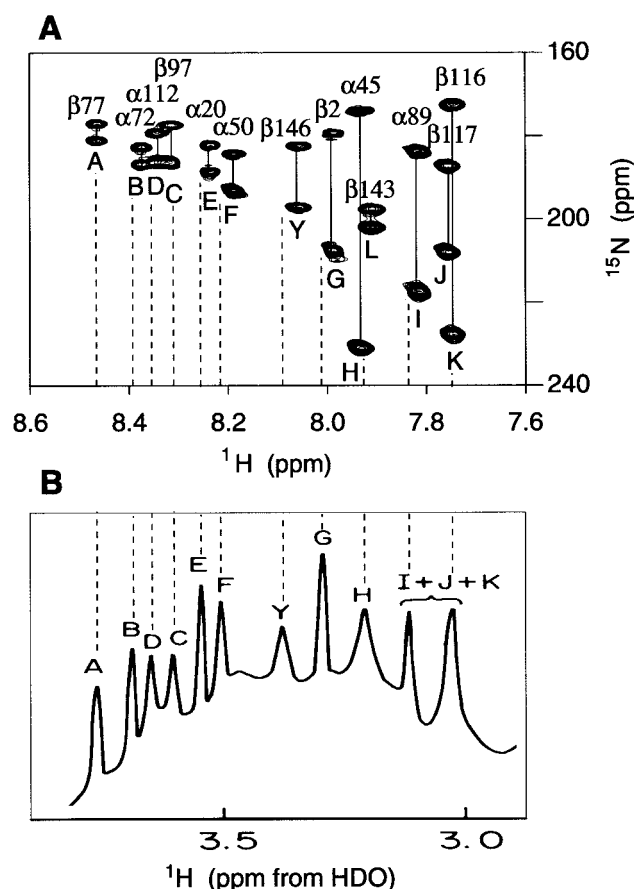 A
β97
α112
β77
α72
α20
α50
β146
β2
α45
β143
α89
β116
β117
A
B
D
C
E
F
Y
G
H
L
I
J
K
160
200
240
¹⁵N (ppm)
8.6
8.4
8.2
8.0
7.8
7.6
¹H (ppm)
B
A
B
D
C
E
F
Y
G
H
I + J + K
3.5
3.0
¹H (ppm from HDO)